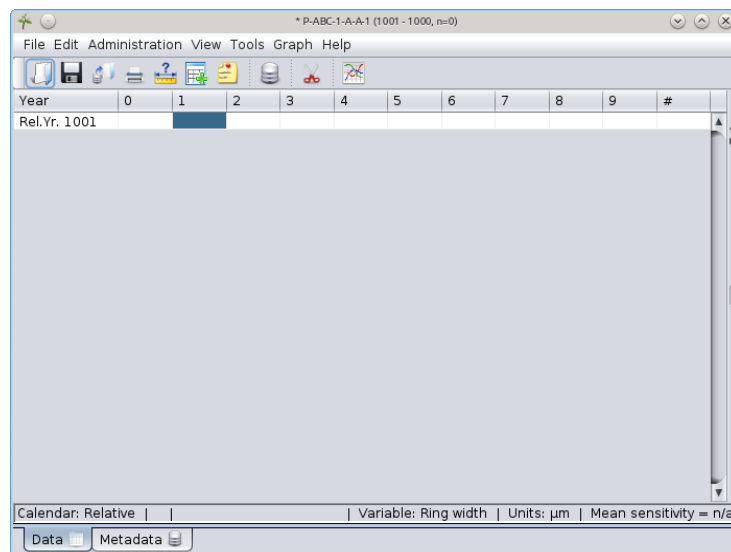 * P-ABC-1-A-A-1 (1001 - 1000, n=0)
File Edit Administration View Tools Graph Help
Year 0 1 2 3 4 5 6 7 8 9 #
Rel.Yr. 1001
Calendar: Relative | | | Variable: Ring width | Units: µm | Mean sensitivity = n/a
Data Metadata